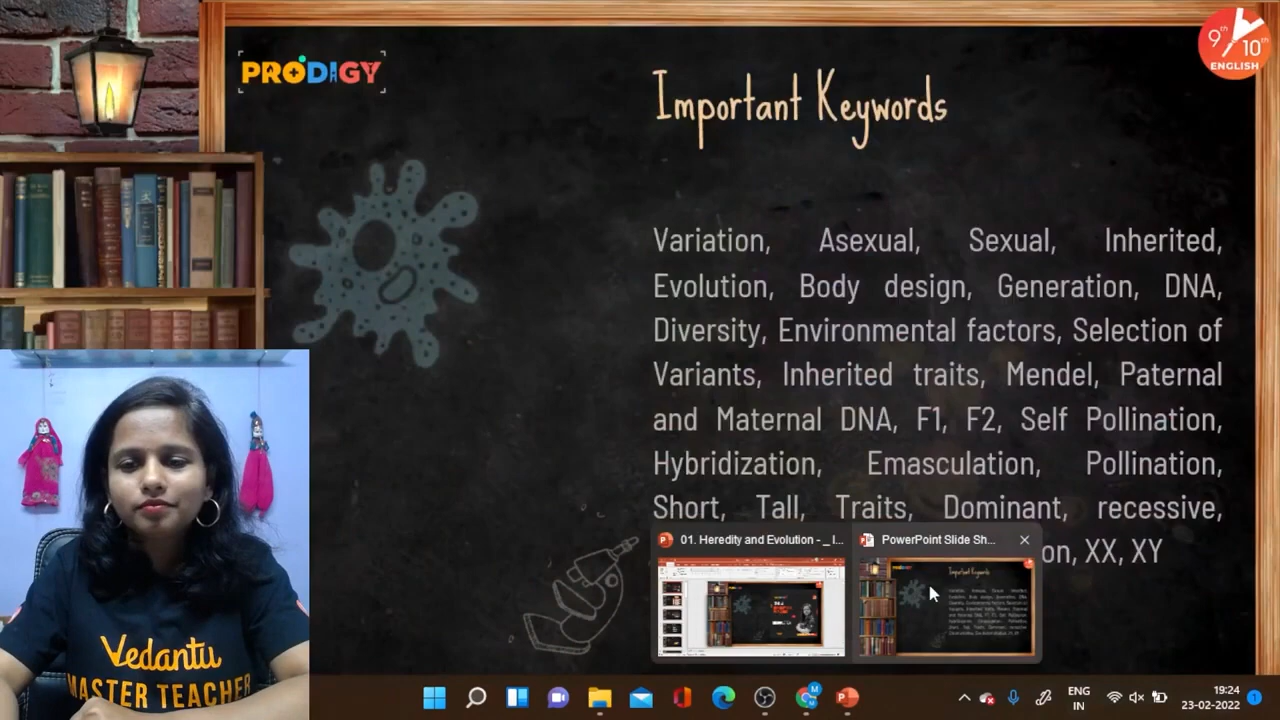 PRODIGY
9th
10th
ENGLISH
Important Keywords
Variation, Asexual, Sexual, Inherited,
Evolution, Body design, Generation, DNA,
Diversity, Environmental factors, Selection of
Variants, Inherited traits, Mendel, Paternal
and Maternal DNA, F1, F2, Self Pollination,
Hybridization, Emasculation, Pollination,
Short, Tall, Traits, Dominant, recessive,
on, XX, XY
01. Heredity and Evolution - _ I...
PowerPoint Slide Sh...
Important Keywords
Vedantu
MASTER TEACHER
ENG
IN
19:24
23-02-2022
1